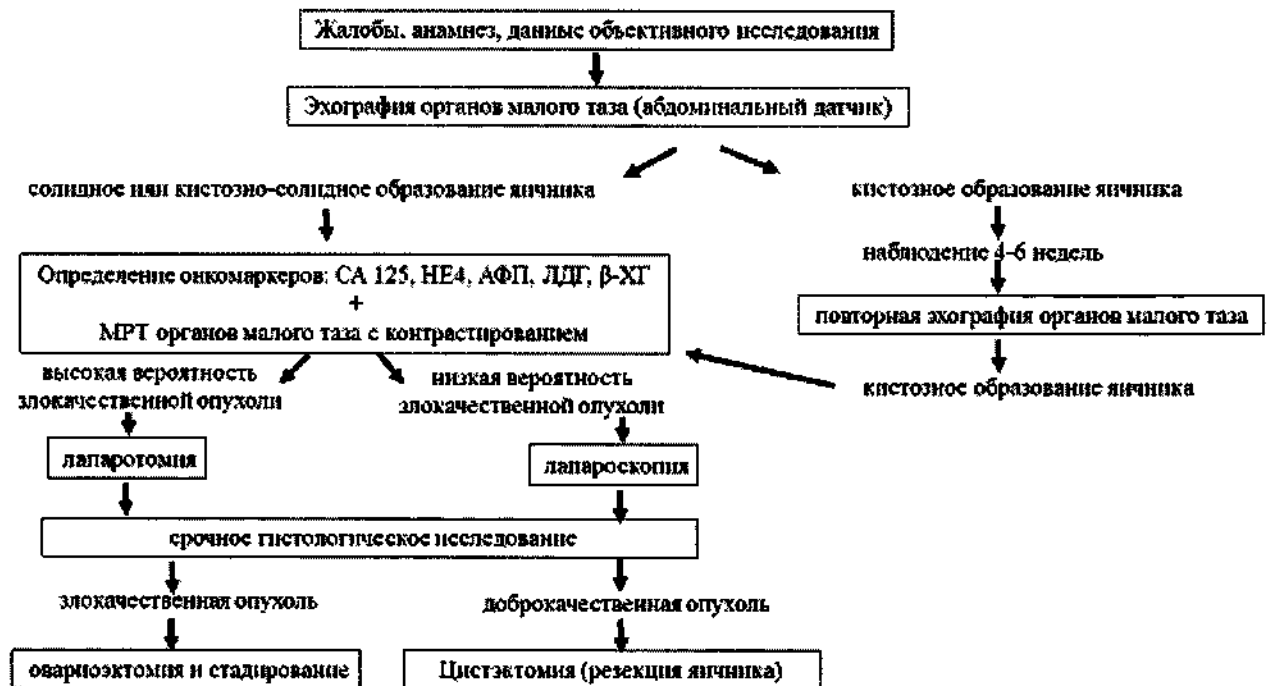 Жалобы, анамнез, данные объективного исследования
Эхография органов малого таза (абдоминальный датчик)
солидное или кистозно-солидное образование яичника
кистозное образование яичника
наблюдение 4-6 недель
Определение онкомаркеров: СА 125, НЕ4, АФП, ЛДГ, β-ХГ
+
МРТ органов малого таза с контрастированием
повторная эхография органов малого таза
кистозное образование яичника
высокая вероятность
злокачественной опухоли
низкая вероятность
злокачественной опухоли
лапаротомия
лапароскопия
срочное гистологическое исследование
злокачественная опухоль
доброкачественная опухоль
овариоэктомия и стадирование
Цистэктомия (резекция яичника)